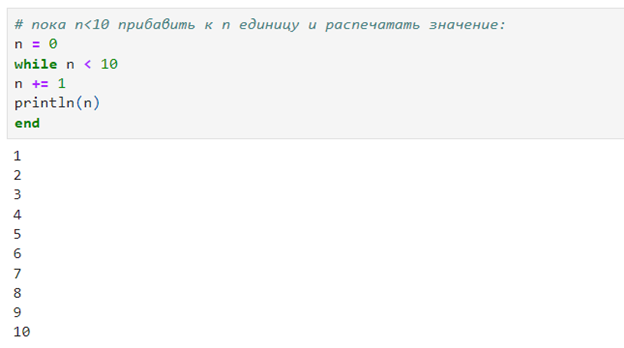 # пока n<10 прибавить к n единицу и распечатать значение:
n = 0
while n < 10
n += 1
println(n)
end
1
2
3
4
5
6
7
8
9
10